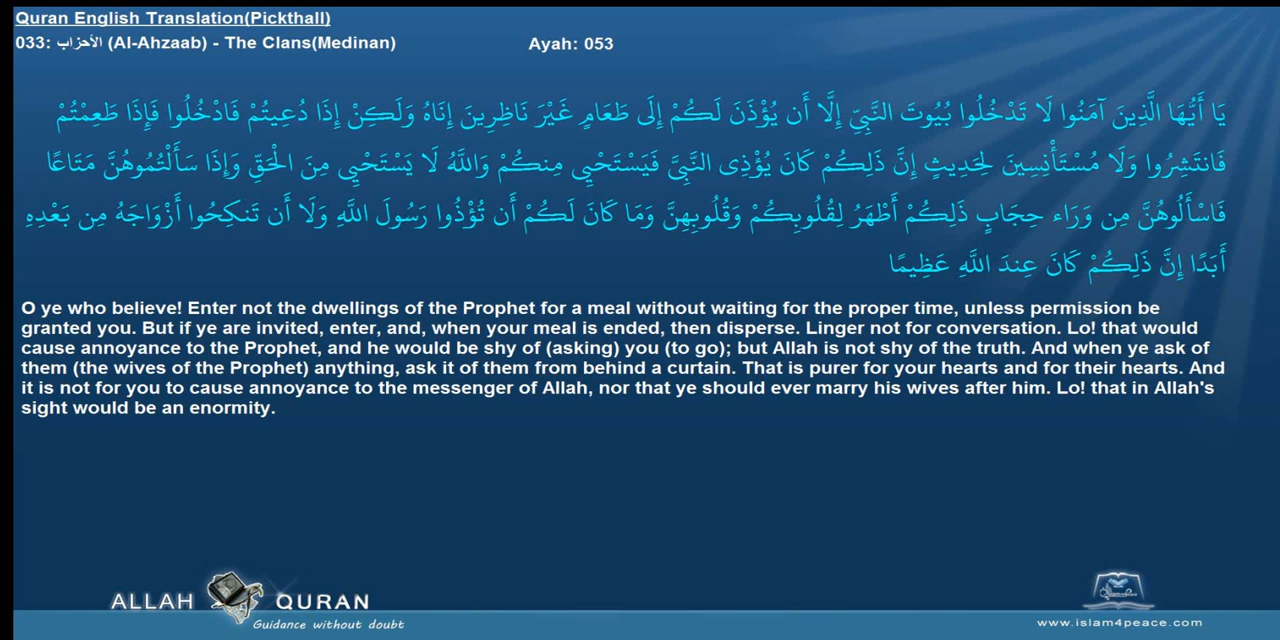 Quran English Translation(Pickthall)
033: الأحزاب (Al-Ahzaab) - The Clans(Medinan) Ayah: 053
يَا أَيُّهَا الَّذِينَ آمَنُوا لَا تَدْخُلُوا بُيُوتَ النَّبِيِّ إِلَّا أَن يُؤْذَنَ لَكُمْ إِلَى طَعَامٍ غَيْرَ نَاظِرِينَ إِنَاهُ وَلَكِنْ إِذَا دُعِيتُمْ فَادْخُلُوا فَإِذَا طَعِمْتُمْ
فَانتَشِرُوا وَلَا مُسْتَأْنِسِينَ لِحَدِيثٍ إِنَّ ذَلِكُمْ كَانَ يُؤْذِى النَّبِيَّ فَيَسْتَحْيِى مِنكُمْ وَاللَّهُ لَا يَسْتَحْيِى مِنَ الْحَقِّ وَإِذَا سَأَلْتُمُوهُنَّ مَتَاعًا
فَاسْأَلُوهُنَّ مِن وَرَاء حِجَابٍ ذَلِكُمْ أَطْهَرُ لِقُلُوبِكُمْ وَقُلُوبِهِنَّ وَمَا كَانَ لَكُمْ أَن تُؤْذُوا رَسُولَ اللَّهِ وَلَا أَن تَنكِحُوا أَزْوَاجَهُ مِن بَعْدِهِ
أَبَدًا إِنَّ ذَلِكُمْ كَانَ عِندَ اللَّهِ عَظِيمًا
O ye who believe! Enter not the dwellings of the Prophet for a meal without waiting for the proper time, unless permission be
granted you. But if ye are invited, enter, and, when your meal is ended, then disperse. Linger not for conversation. Lo! that would
cause annoyance to the Prophet, and he would be shy of (asking) you (to go); but Allah is not shy of the truth. And when ye ask of
them (the wives of the Prophet) anything, ask it of them from behind a curtain. That is purer for your hearts and for their hearts. And
it is not for you to cause annoyance to the messenger of Allah, nor that ye should ever marry his wives after him. Lo! that in Allah's
sight would be an enormity.
ALLAH QURAN
Guidance without doubt
www.islam4peace.com